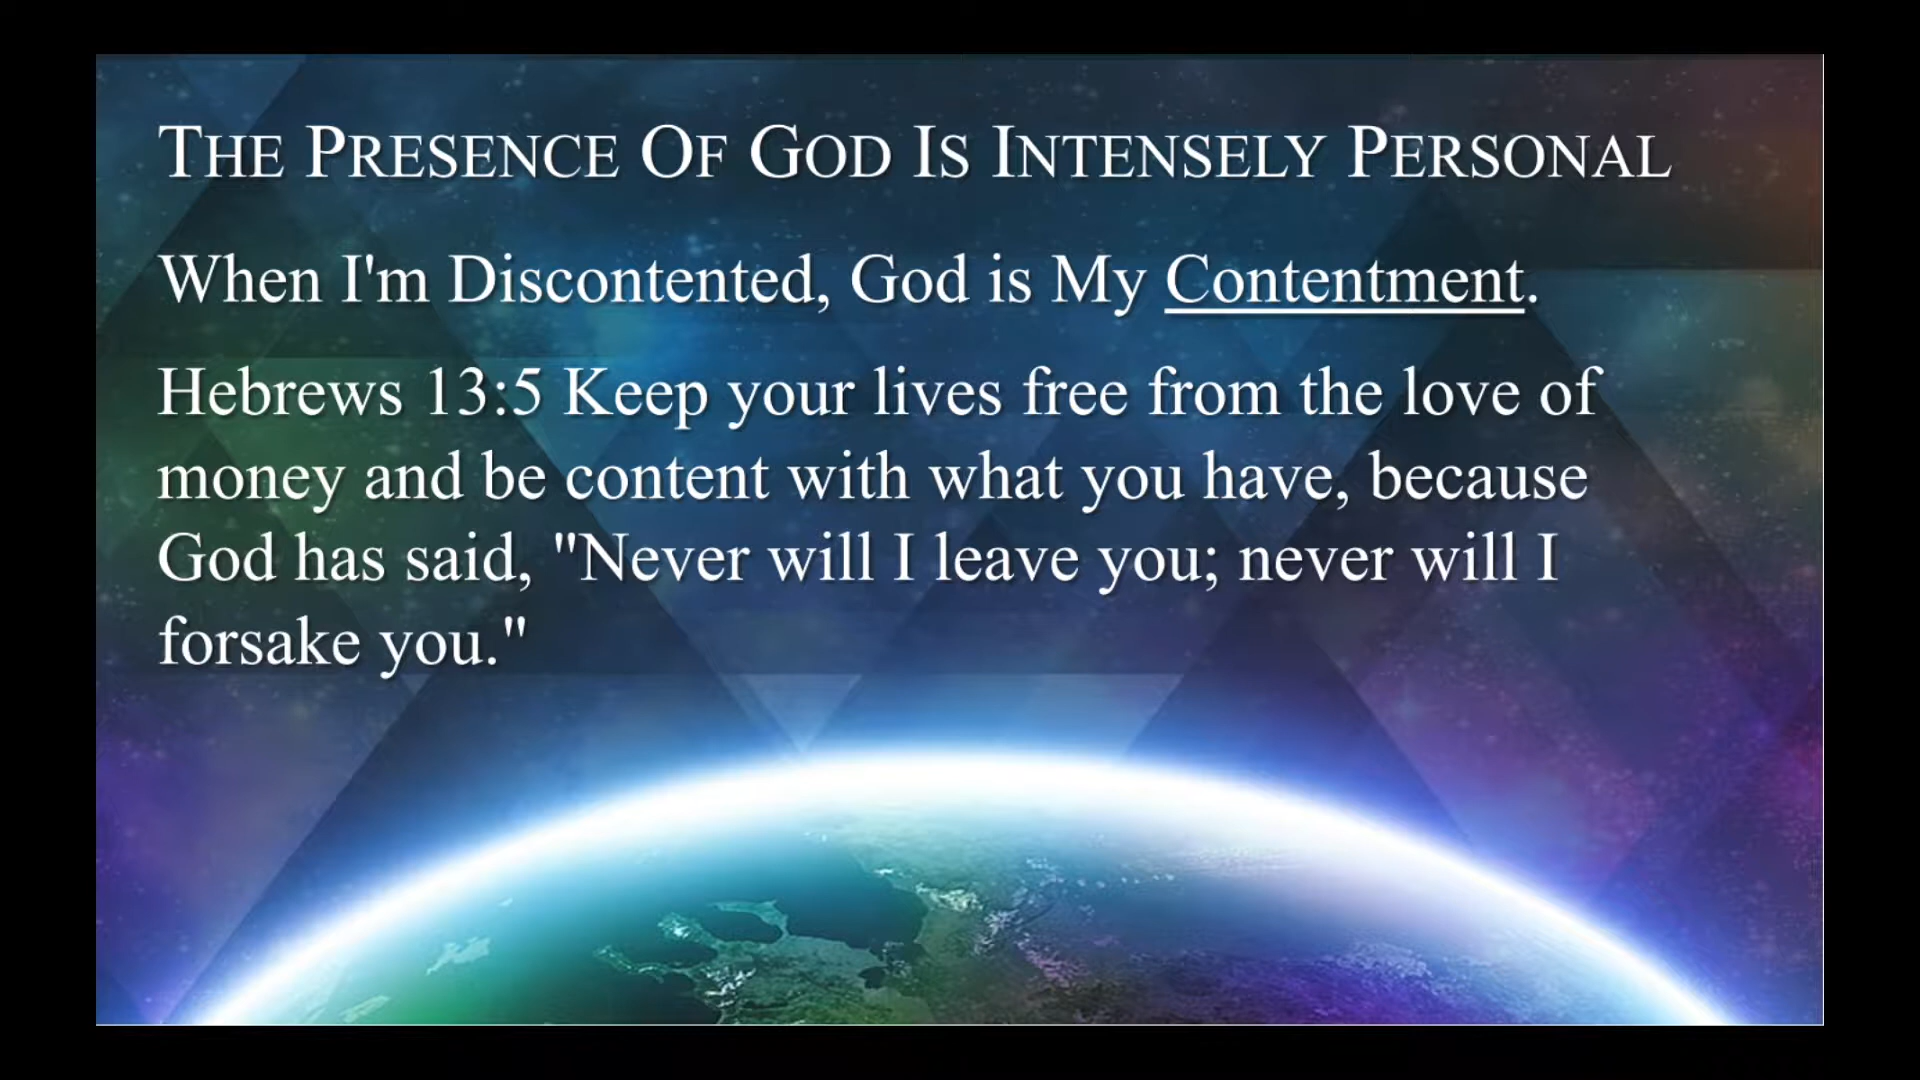 The Presence Of God Is Intensely Personal
When I'm Discontented, God is My Contentment.
Hebrews 13:5 Keep your lives free from the love of
money and be content with what you have, because
God has said, "Never will I leave you; never will I
forsake you."